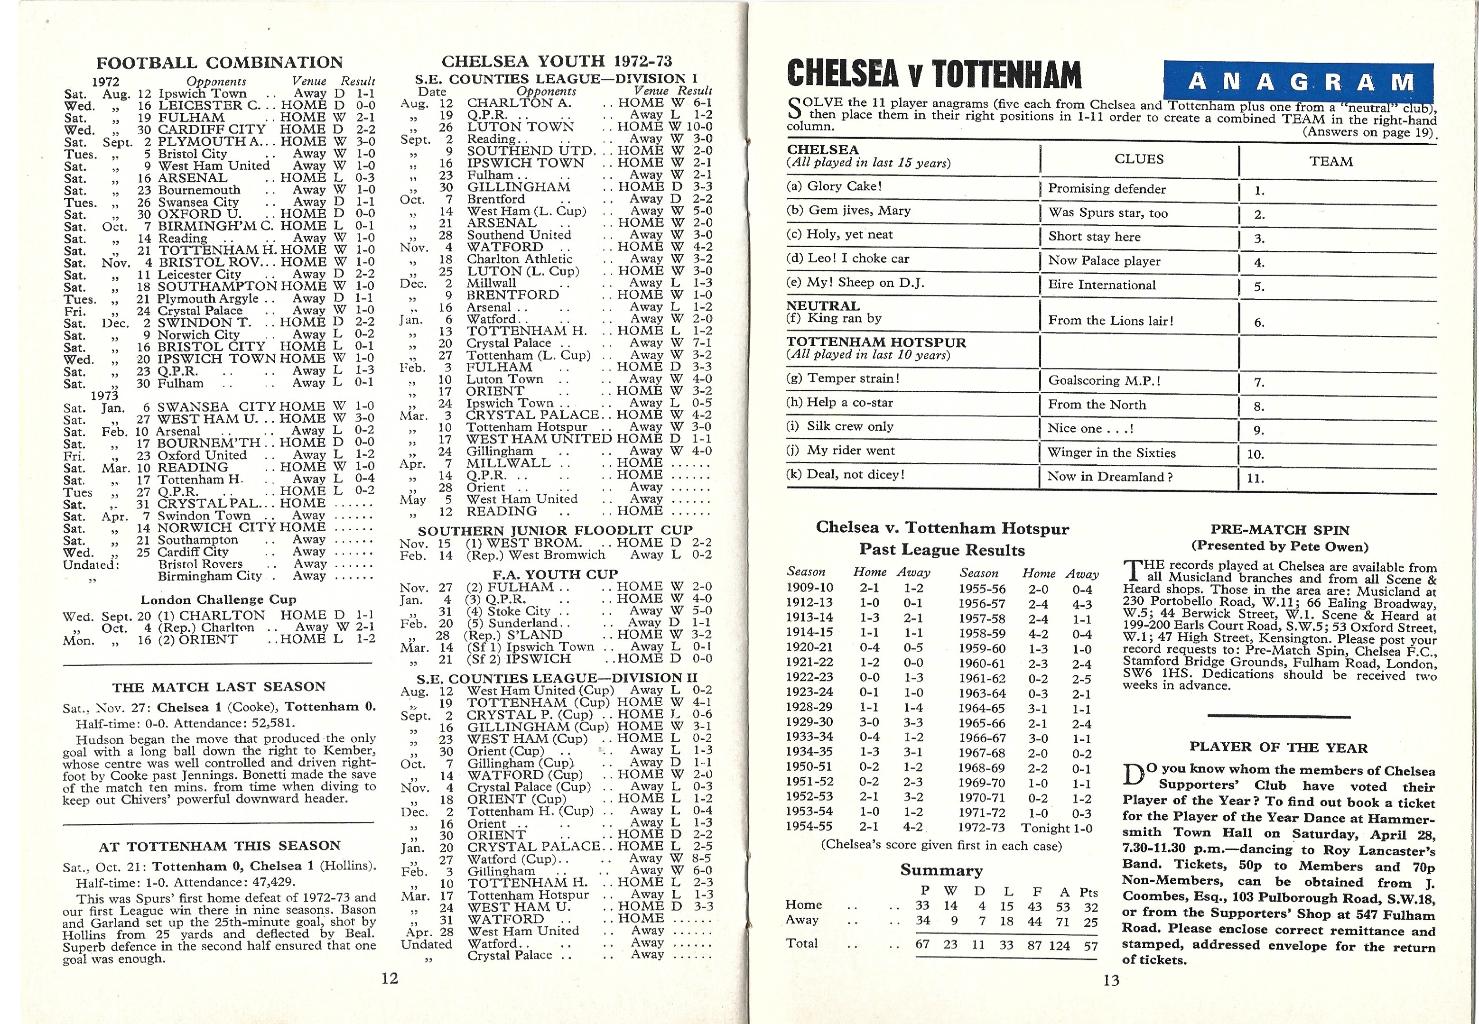 FOOTBALL COMBINATION
1972 Opponents Venue Result
Sat. Aug. 12 Ipswich Town .. Away D 1-1
Wed. „ 16 LEICESTER C... HOME D 0-0
Sat. „ 19 FULHAM .. HOME W 2-1
Wed. „ 30 CARDIFF CITY HOME D 2-2
Sat. Sept. 2 PLYMOUTH A... HOME W 3-0
Tues. „ 5 Bristol City .. Away W 1-0
Sat. „ 9 West Ham United Away W 1-0
Sat. „ 16 ARSENAL .. HOME L 0-3
Sat. „ 23 Bournemouth .. Away W 1-0
Tues. „ 26 Swansea City .. Away D 1-1
Sat. „ 30 OXFORD U. .. HOME D 0-0
Sat. Oct. 7 BIRMINGH'M C. HOME L 0-1
Sat. „ 14 Reading .. .. Away W 1-0
Sat. „ 21 TOTTENHAM H. HOME W 1-0
Sat. Nov. 4 BRISTOL ROV... HOME W 1-0
Sat. „ 11 Leicester City .. Away D 2-2
Sat. „ 18 SOUTHAMPTON HOME W 1-0
Tues. „ 21 Plymouth Argyle .. Away D 1-1
Fri. „ 24 Crystal Palace .. Away W 1-0
Sat. Dec. 2 SWINDON T. .. HOME D 2-2
Sat. „ 9 Norwich City .. Away L 0-2
Sat. „ 16 BRISTOL CITY HOME L 0-1
Wed. „ 20 IPSWICH TOWN HOME W 1-0
Sat. „ 23 Q.P.R. .. .. Away L 1-3
Sat. „ 30 Fulham .. .. Away L 0-1
1973
Sat. Jan. 6 SWANSEA CITY HOME W 1-0
Sat. „ 27 WEST HAM U. .. HOME W 3-0
Sat. Feb. 10 Arsenal .. .. Away L 0-2
Sat. „ 17 BOURNEM'TH .. HOME D 0-0
Fri. „ 23 Oxford United .. Away L 1-2
Sat. Mar. 10 READING .. HOME W 1-0
Sat. „ 17 Tottenham H. .. Away L 0-4
Tues „ 27 Q.P.R. .. .. HOME L 0-2
Sat. „ 31 CRYSTAL PAL... HOME ......
Sat. Apr. 7 Swindon Town .. Away ......
Sat. „ 14 NORWICH CITY HOME ......
Sat. „ 21 Southampton .. Away ......
Wed. „ 25 Cardiff City .. Away ......
Undated: Bristol Rovers .. Away ......
„ Birmingham City . Away ......
London Challenge Cup
Wed. Sept. 20 (1) CHARLTON HOME D 1-1
„ Oct. 4 (Rep.) Charlton .. Away W 2-1
Mon. „ 16 (2) ORIENT ..HOME L 1-2
THE MATCH LAST SEASON
Sat., Nov. 27: Chelsea 1 (Cooke), Tottenham 0.
Half-time: 0-0. Attendance: 52,581.
Hudson began the move that produced the only
goal with a long ball down the right to Kember,
whose centre was well controlled and driven right-
foot by Cooke past Jennings. Bonetti made the save
of the match ten mins. from time when diving to
keep out Chivers' powerful downward header.
AT TOTTENHAM THIS SEASON
Sat., Oct. 21: Tottenham 0, Chelsea 1 (Hollins).
Half-time: 1-0. Attendance: 47,429.
This was Spurs' first home defeat of 1972-73 and
our first League win there in nine seasons. Bason
and Garland set up the 25th-minute goal, shot by
Hollins from 25 yards and deflected by Beal.
Superb defence in the second half ensured that one
goal was enough.
CHELSEA YOUTH 1972-73
S.E. COUNTIES LEAGUE—DIVISION I
Date Opponents Venue Result
Aug. 12 CHARLTON A. .. HOME W 6-1
„ 19 Q.P.R. .. .. Away L 1-2
„ 26 LUTON TOWN .. HOME W 10-0
Sept. 2 Reading.. .. Away W 3-0
„ 9 SOUTHEND UTD. .. HOME W 2-0
„ 16 IPSWICH TOWN .. HOME W 2-1
„ 23 Fulham .. .. Away W 2-1
„ 30 GILLINGHAM .. HOME D 3-3
Oct. 7 Brentford .. Away D 2-2
„ 14 West Ham (L. Cup) .. Away W 5-0
„ 21 ARSENAL .. .. HOME W 2-0
„ 28 Southend United .. Away W 3-0
Nov. 4 WATFORD .. .. HOME W 4-2
„ 18 Charlton Athletic .. Away W 3-2
„ 25 LUTON (L. Cup) .. HOME W 3-0
Dec. 2 Millwall .. .. Away L 1-3
„ 9 BRENTFORD .. HOME W 1-0
„ 16 Arsenal .. .. Away L 1-2
Jan. 6 Watford.. .. Away W 2-0
„ 13 TOTTENHAM H. .. HOME L 1-2
„ 20 Crystal Palace .. .. Away W 7-1
„ 27 Tottenham (L. Cup) .. Away W 3-2
Feb. 3 FULHAM .. .. HOME D 3-3
„ 10 Luton Town .. .. Away W 4-0
„ 17 ORIENT .. .. HOME W 3-2
„ 24 Ipswich Town .. .. Away L 0-5
Mar. 3 CRYSTAL PALACE .. HOME W 4-2
„ 10 Tottenham Hotspur .. Away W 3-0
„ 17 WEST HAM UNITED HOME D 1-1
„ 24 Gillingham .. .. Away W 4-0
Apr. 7 MILLWALL .. .. HOME ......
„ 14 Q.P.R. .. .. HOME ......
„ 28 Orient .. .. Away ......
May 5 West Ham United .. Away ......
„ 12 READING .. .. HOME ......
SOUTHERN JUNIOR FLOODLIT CUP
Nov. 15 (1) WEST BROM. .. HOME D 2-2
Feb. 14 (Rep.) West Bromwich Away L 0-2
F.A. YOUTH CUP
Nov. 27 (2) FULHAM .. .. HOME W 2-0
Jan. 4 (3) Q.P.R. .. .. HOME W 4-0
„ 31 (4) Stoke City .. .. Away W 5-0
Feb. 20 (5) Sunderland.. .. Away D 1-1
„ 28 (Rep.) S'LAND .. HOME W 3-2
Mar. 14 (Sf 1) Ipswich Town .. Away L 0-1
„ 21 (Sf 2) IPSWICH .. HOME D 0-0
S.E. COUNTIES LEAGUE—DIVISION II
Aug. 12 West Ham United (Cup) Away L 0-2
„ 19 TOTTENHAM (Cup) .. HOME W 4-1
Sept. 2 CRYSTAL P. (Cup) .. HOME L 0-6
„ 16 GILLINGHAM (Cup) .. HOME W 3-1
„ 23 WEST HAM (Cup) .. HOME L 0-2
„ 30 Orient (Cup) .. .. Away L 1-3
Oct. 7 Gillingham (Cup) .. Away D 1-1
„ 14 WATFORD (Cup) .. HOME W 2-0
Nov. 4 Crystal Palace (Cup) .. Away L 0-3
„ 18 ORIENT (Cup) .. HOME L 1-2
Dec. 2 Tottenham H. (Cup) .. Away L 0-4
„ 16 Orient .. .. Away L 1-3
„ 30 ORIENT .. .. HOME D 2-2
Jan. 20 CRYSTAL PALACE .. HOME L 2-5
„ 27 Watford (Cup).. .. Away W 8-5
Feb. 3 Gillingham .. .. Away W 6-0
„ 10 TOTTENHAM H. .. HOME L 2-3
Mar. 17 Tottenham Hotspur .. Away L 1-3
„ 24 WEST HAM U. .. HOME D 3-3
„ 31 WATFORD .. .. HOME ......
Apr. 28 West Ham United .. Away ......
Undated Watford.. .. .. Away ......
„ Crystal Palace .. .. Away ......
12
CHELSEA v TOTTENHAM
ANAGRAM
SOLVE the 11 player anagrams (five each from Chelsea and Tottenham plus one from a "neutral" club),
then place them in their right positions in 1-11 order to create a combined TEAM in the right-hand
column. (Answers on page 19).
CHELSEA CLUES TEAM
(All played in last 15 years)
(a) Glory Cake! Promising defender 1.
(b) Gem jives, Mary Was Spurs star, too 2.
(c) Holy, yet neat Short stay here 3.
(d) Leo! I choke car Now Palace player 4.
(e) My! Sheep on D.J. Eire International 5.
NEUTRAL
(f) King ran by From the Lions lair! 6.
TOTTENHAM HOTSPUR
(All played in last 10 years)
(g) Temper strain! Goalscoring M.P.! 7.
(h) Help a co-star From the North 8.
(i) Silk crew only Nice one . . .! 9.
(j) My rider went Winger in the Sixties 10.
(k) Deal, not dicey! Now in Dreamland? 11.
Chelsea v. Tottenham Hotspur
Past League Results
Season Home Away Season Home Away
1909-10 2-1 1-2 1955-56 2-0 0-4
1912-13 1-0 0-1 1956-57 2-4 4-3
1913-14 1-3 2-1 1957-58 2-4 1-1
1914-15 1-1 1-1 1958-59 4-2 0-4
1920-21 0-4 0-5 1959-60 1-3 1-0
1921-22 1-2 0-0 1960-61 2-3 2-4
1922-23 0-0 1-3 1961-62 0-2 2-5
1923-24 0-1 1-0 1963-64 0-3 2-1
1928-29 1-1 1-4 1964-65 3-1 1-1
1929-30 3-0 3-3 1965-66 2-1 2-4
1933-34 0-4 1-2 1966-67 3-0 1-1
1934-35 1-3 3-1 1967-68 2-0 0-2
1950-51 0-2 1-2 1968-69 2-2 0-1
1951-52 0-2 2-3 1969-70 1-0 1-1
1952-53 2-1 3-2 1970-71 0-2 1-2
1953-54 1-0 1-2 1971-72 1-0 0-3
1954-55 2-1 4-2 1972-73 Tonight 1-0
(Chelsea's score given first in each case)
Summary
P W D L F A Pts
Home .. .. 33 14 4 15 43 53 32
Away .. .. 34 9 7 18 44 71 25
Total .. .. 67 23 11 33 87 124 57
PRE-MATCH SPIN
(Presented by Pete Owen)
THE records played at Chelsea are available from
all Musicland branches and from all Scene &
Heard shops. Those in the area are: Musicland at
230 Portobello Road, W.11; 66 Ealing Broadway,
W.5; 44 Berwick Street, W.1. Scene & Heard at
199-200 Earls Court Road, S.W.5; 53 Oxford Street,
W.1; 47 High Street, Kensington. Please post your
record requests to: Pre-Match Spin, Chelsea F.C.,
Stamford Bridge Grounds, Fulham Road, London,
SW6 1HS. Dedications should be received two
weeks in advance.
PLAYER OF THE YEAR
DO you know whom the members of Chelsea
Supporters' Club have voted their
Player of the Year? To find out book a ticket
for the Player of the Year Dance at Hammer-
smith Town Hall on Saturday, April 28,
7.30-11.30 p.m.—dancing to Roy Lancaster's
Band. Tickets, 50p to Members and 70p
Non-Members, can be obtained from J.
Coombes, Esq., 103 Pulborough Road, S.W.18,
or from the Supporters' Shop at 547 Fulham
Road. Please enclose correct remittance and
stamped, addressed envelope for the return
of tickets.
13